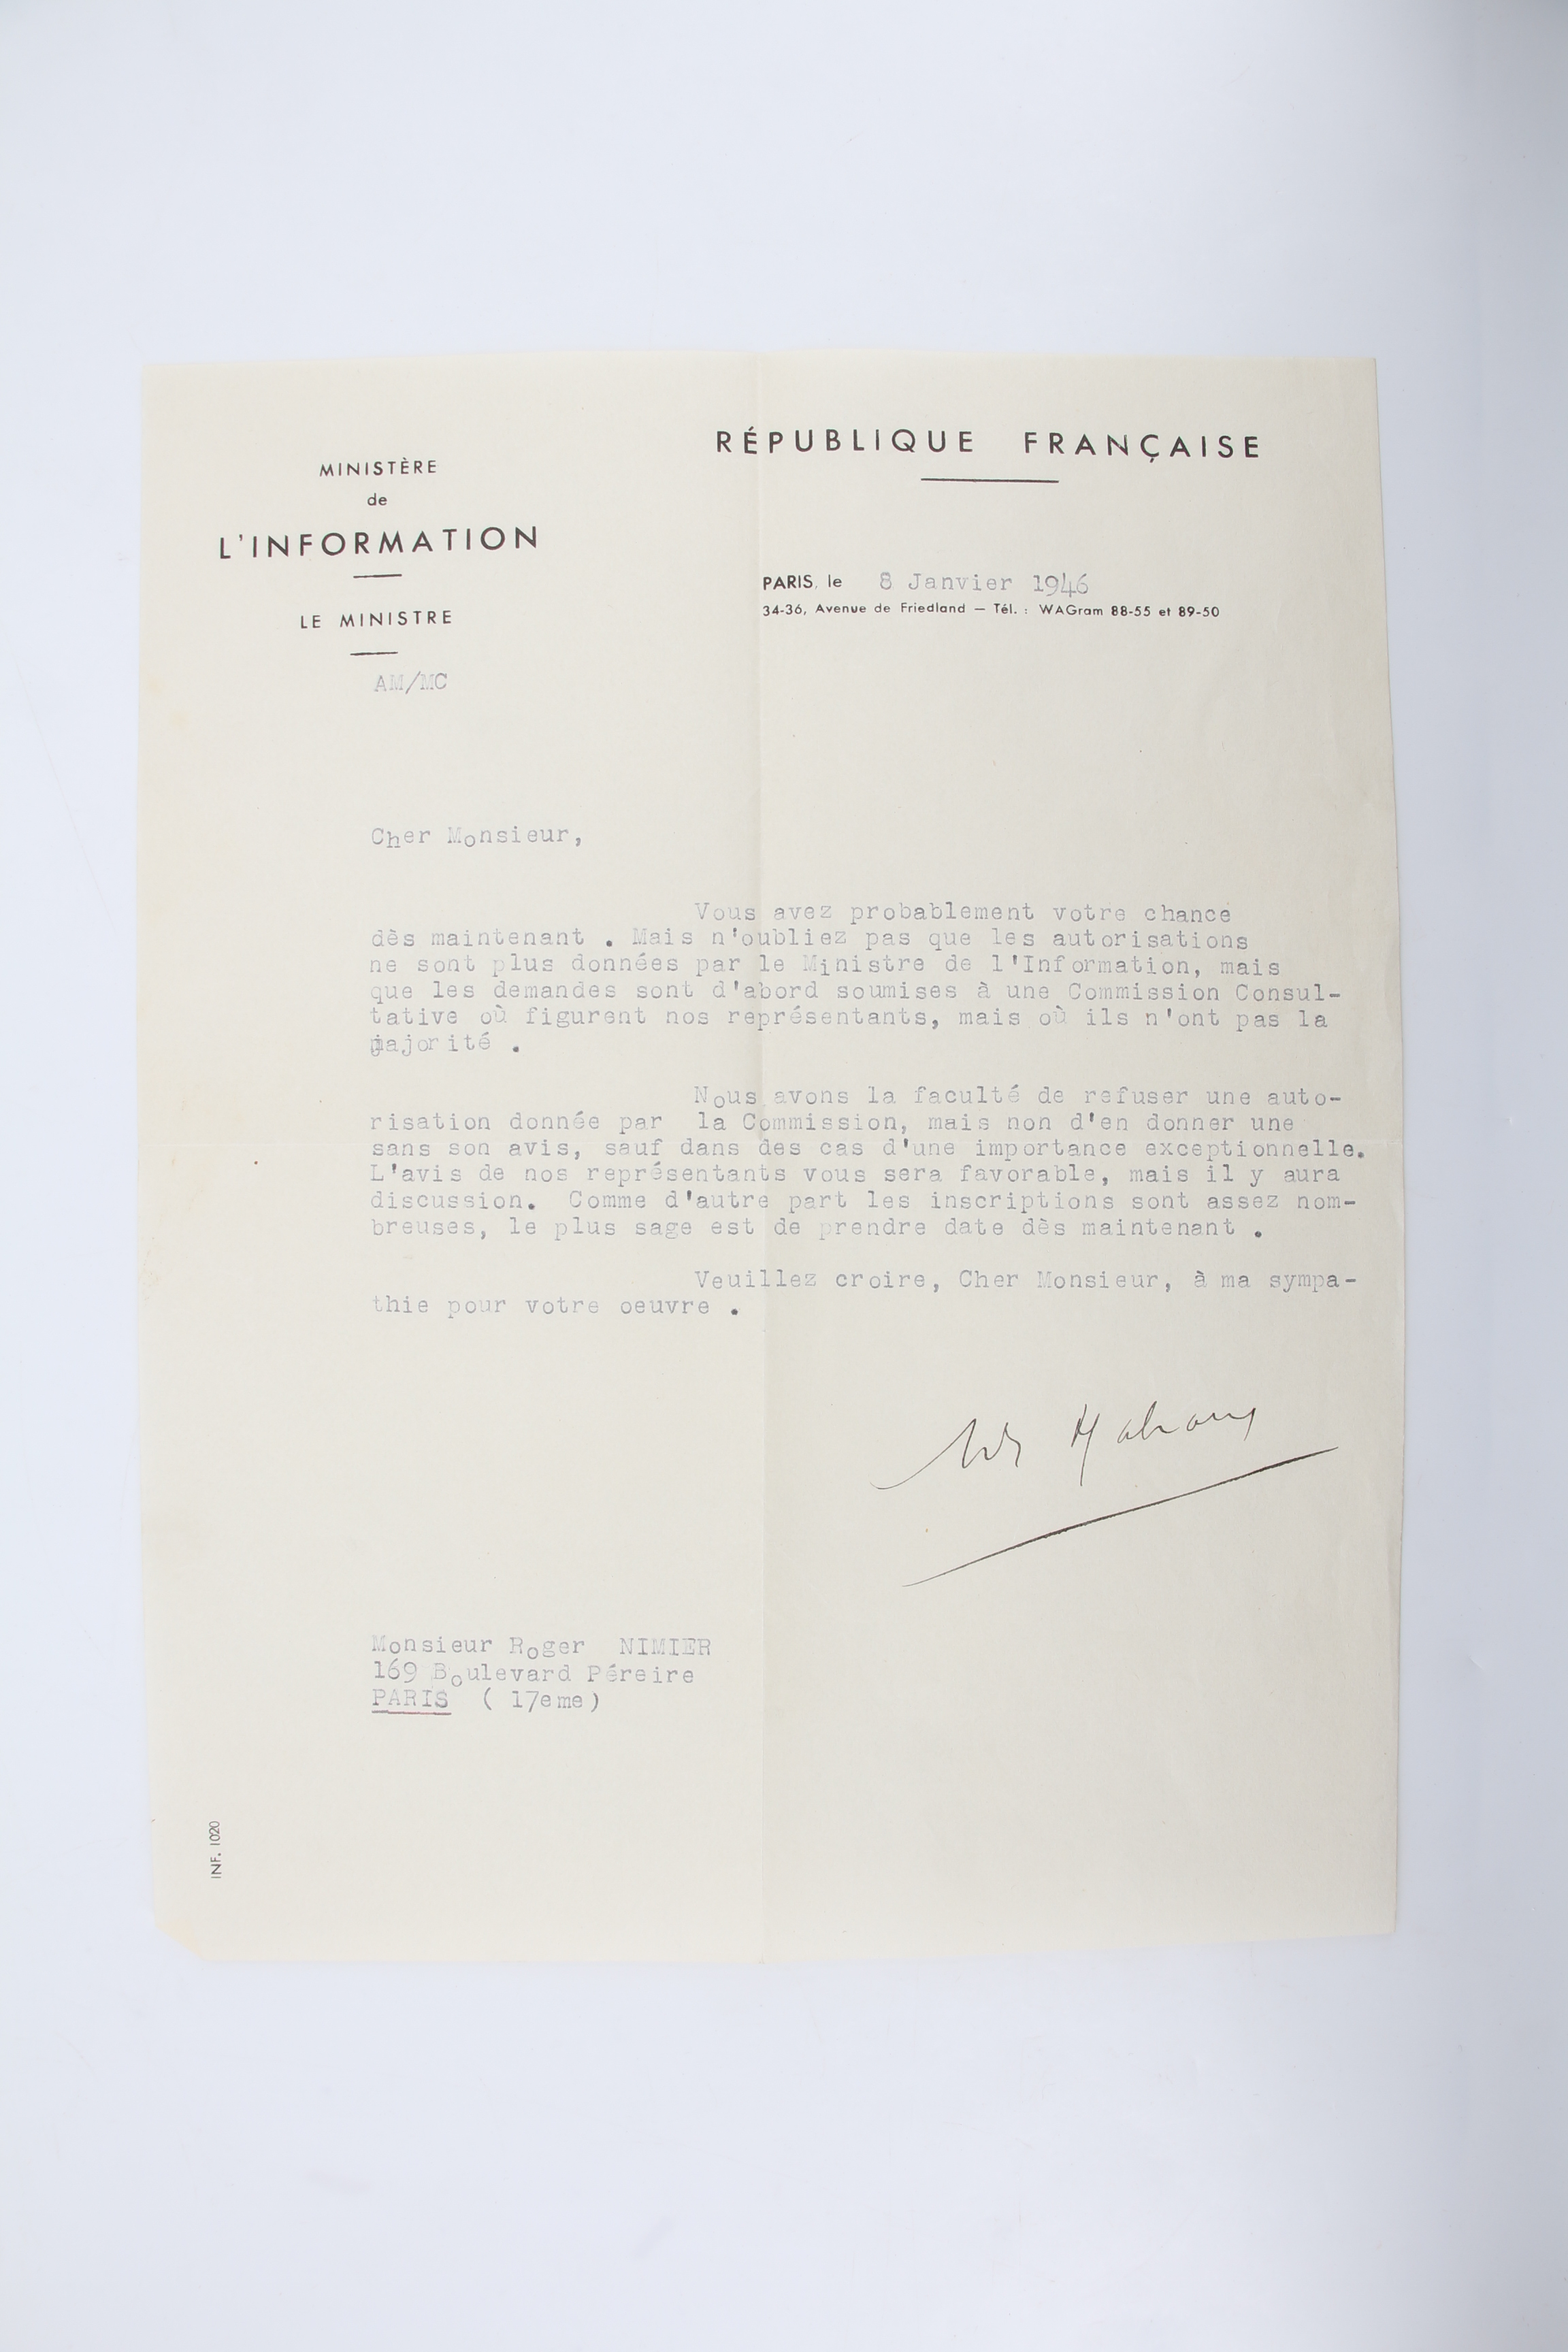 RÉPUBLIQUE FRANÇAISE
MINISTÈRE
de
L'INFORMATION
LE MINISTRE
AM/MC
PARIS, le 8 Janvier 1946
34-36, Avenue de Friedland — Tél. : WAGram 88-55 et 89-50
Cher Monsieur,
Vous avez probablement votre chance
dès maintenant . Mais n'oubliez pas que les autorisations
ne sont plus données par le Ministre de l'Information, mais
que les demandes sont d'abord soumises à une Commission Consul-
tative où figurent nos représentants, mais où ils n'ont pas la
majorité .
Nous avons la faculté de refuser une auto-
risation donnée par la Commission, mais non d'en donner une
sans son avis, sauf dans des cas d'une importance exceptionnelle.
L'avis de nos représentants vous sera favorable, mais il y aura
discussion. Comme d'autre part les inscriptions sont assez nom-
breuses, le plus sage est de prendre date dès maintenant .
Veuillez croire, Cher Monsieur, à ma sympa-
thie pour votre oeuvre .
Monsieur Roger NIMIER
169 Boulevard Péreire
PARIS ( 17eme)
INF. 1020